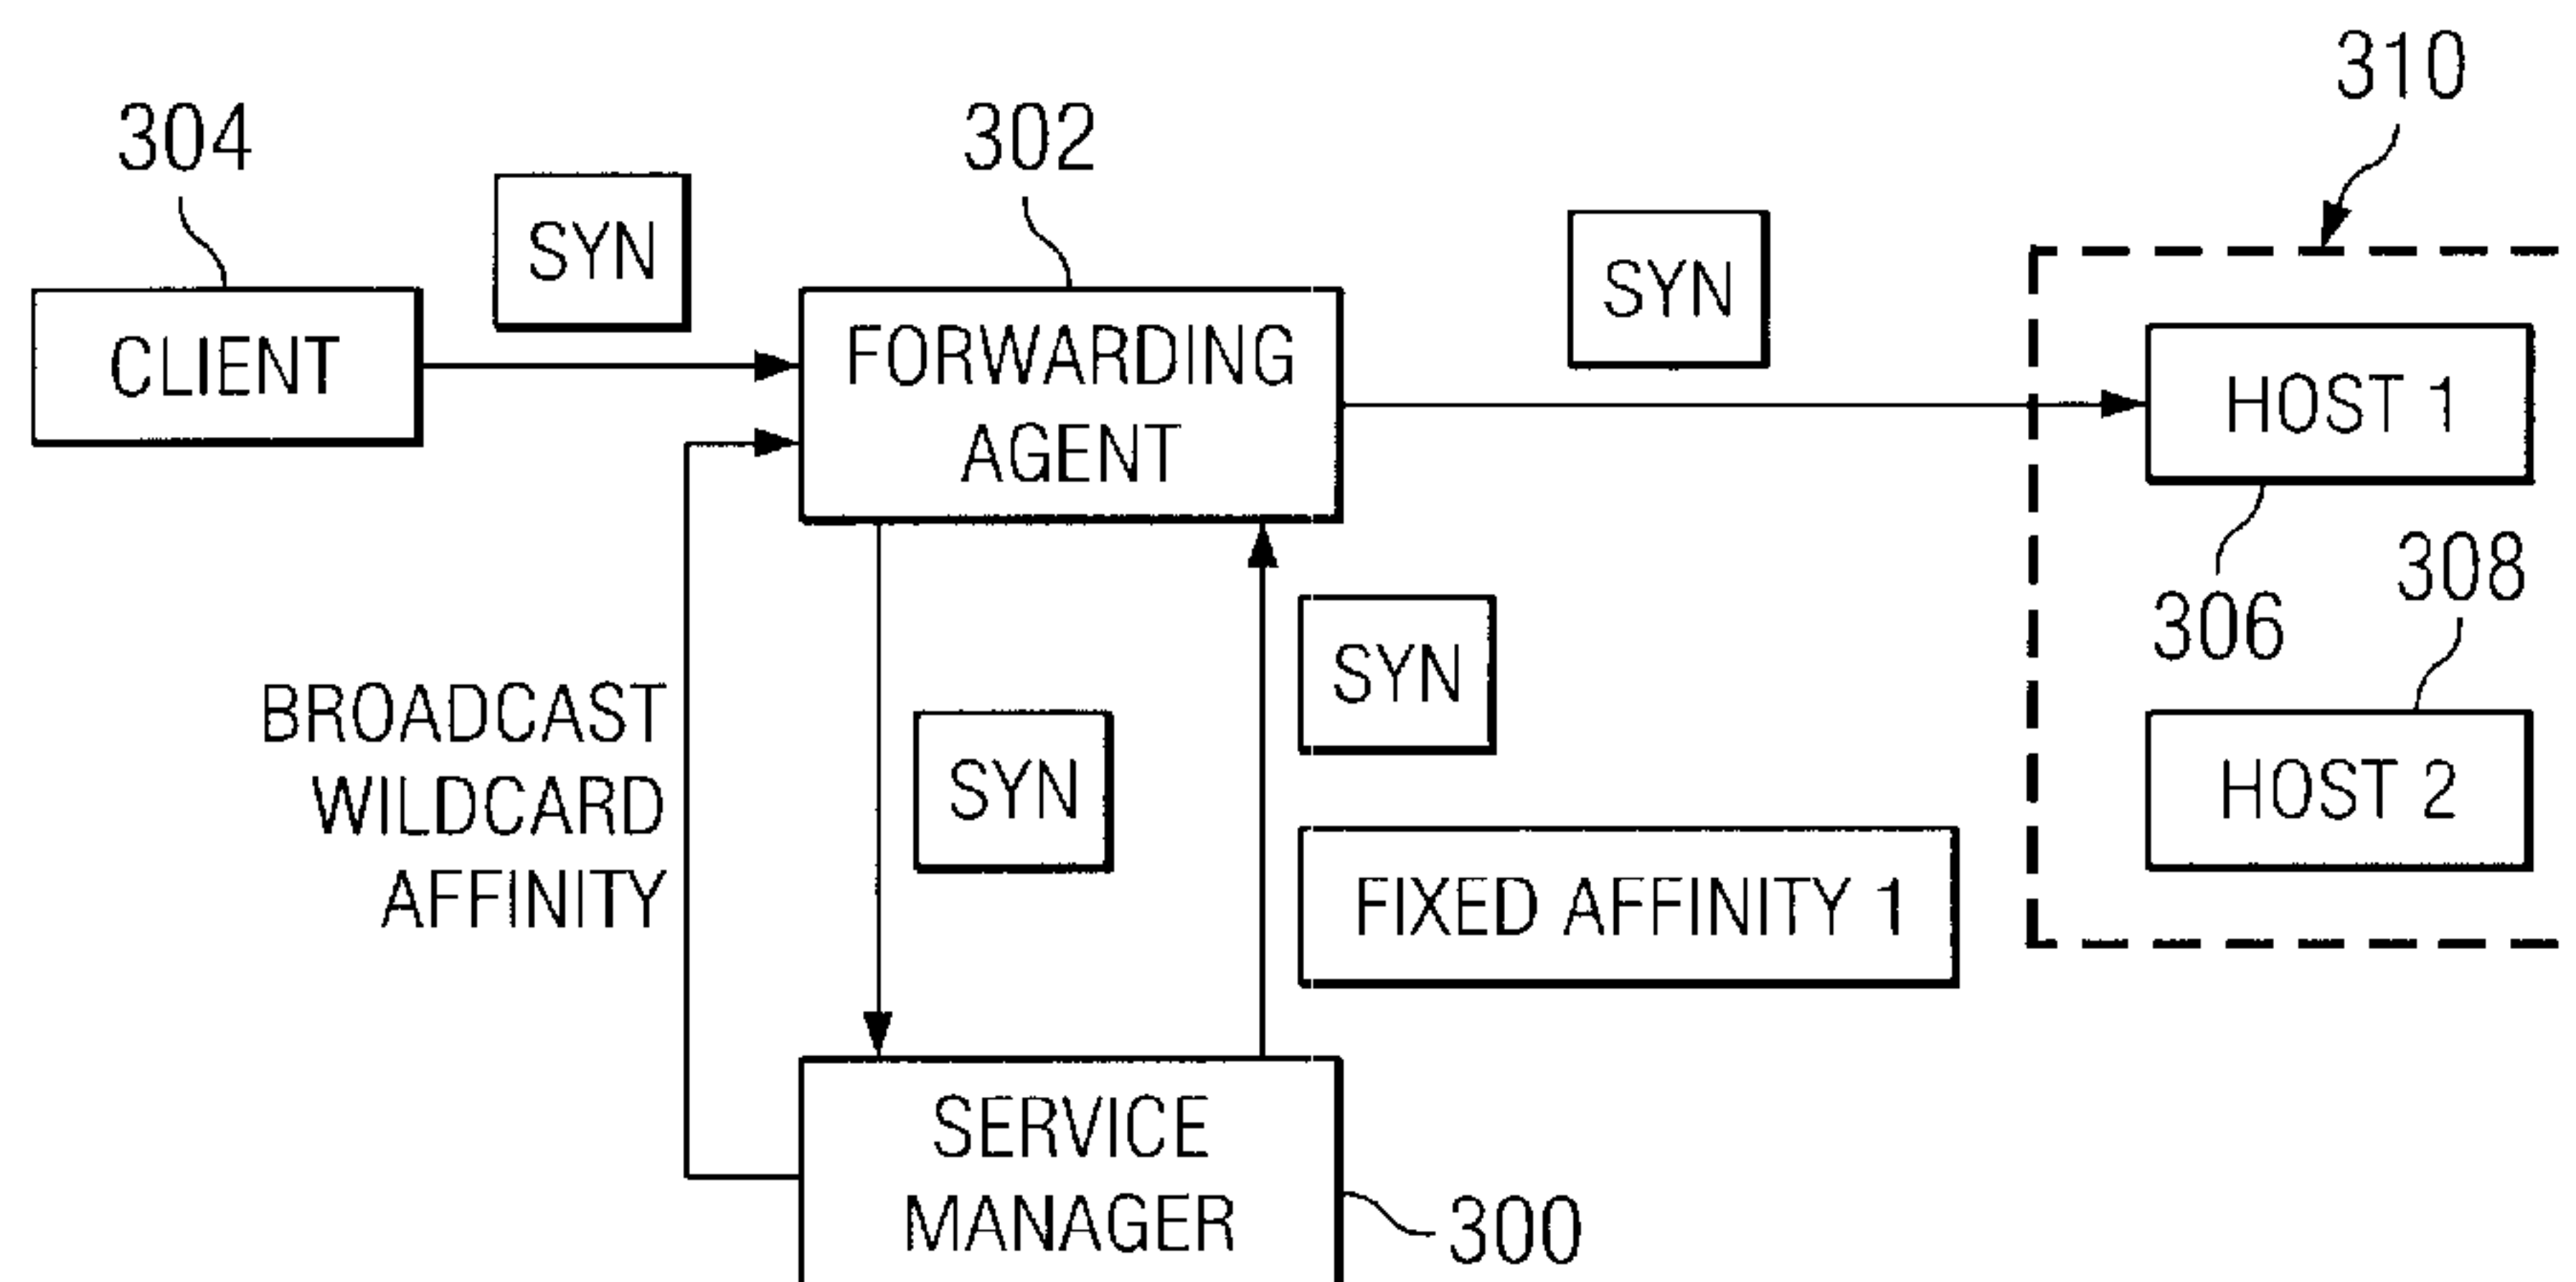 310
304
302
SYN
SYN
CLIENT
FORWARDING
AGENT
HOST 1
306
308
SYN
BROADCAST
WILDCARD
AFFINITY
SYN
HOST 2
FIXED AFFINITY 1
SERVICE
MANAGER
300